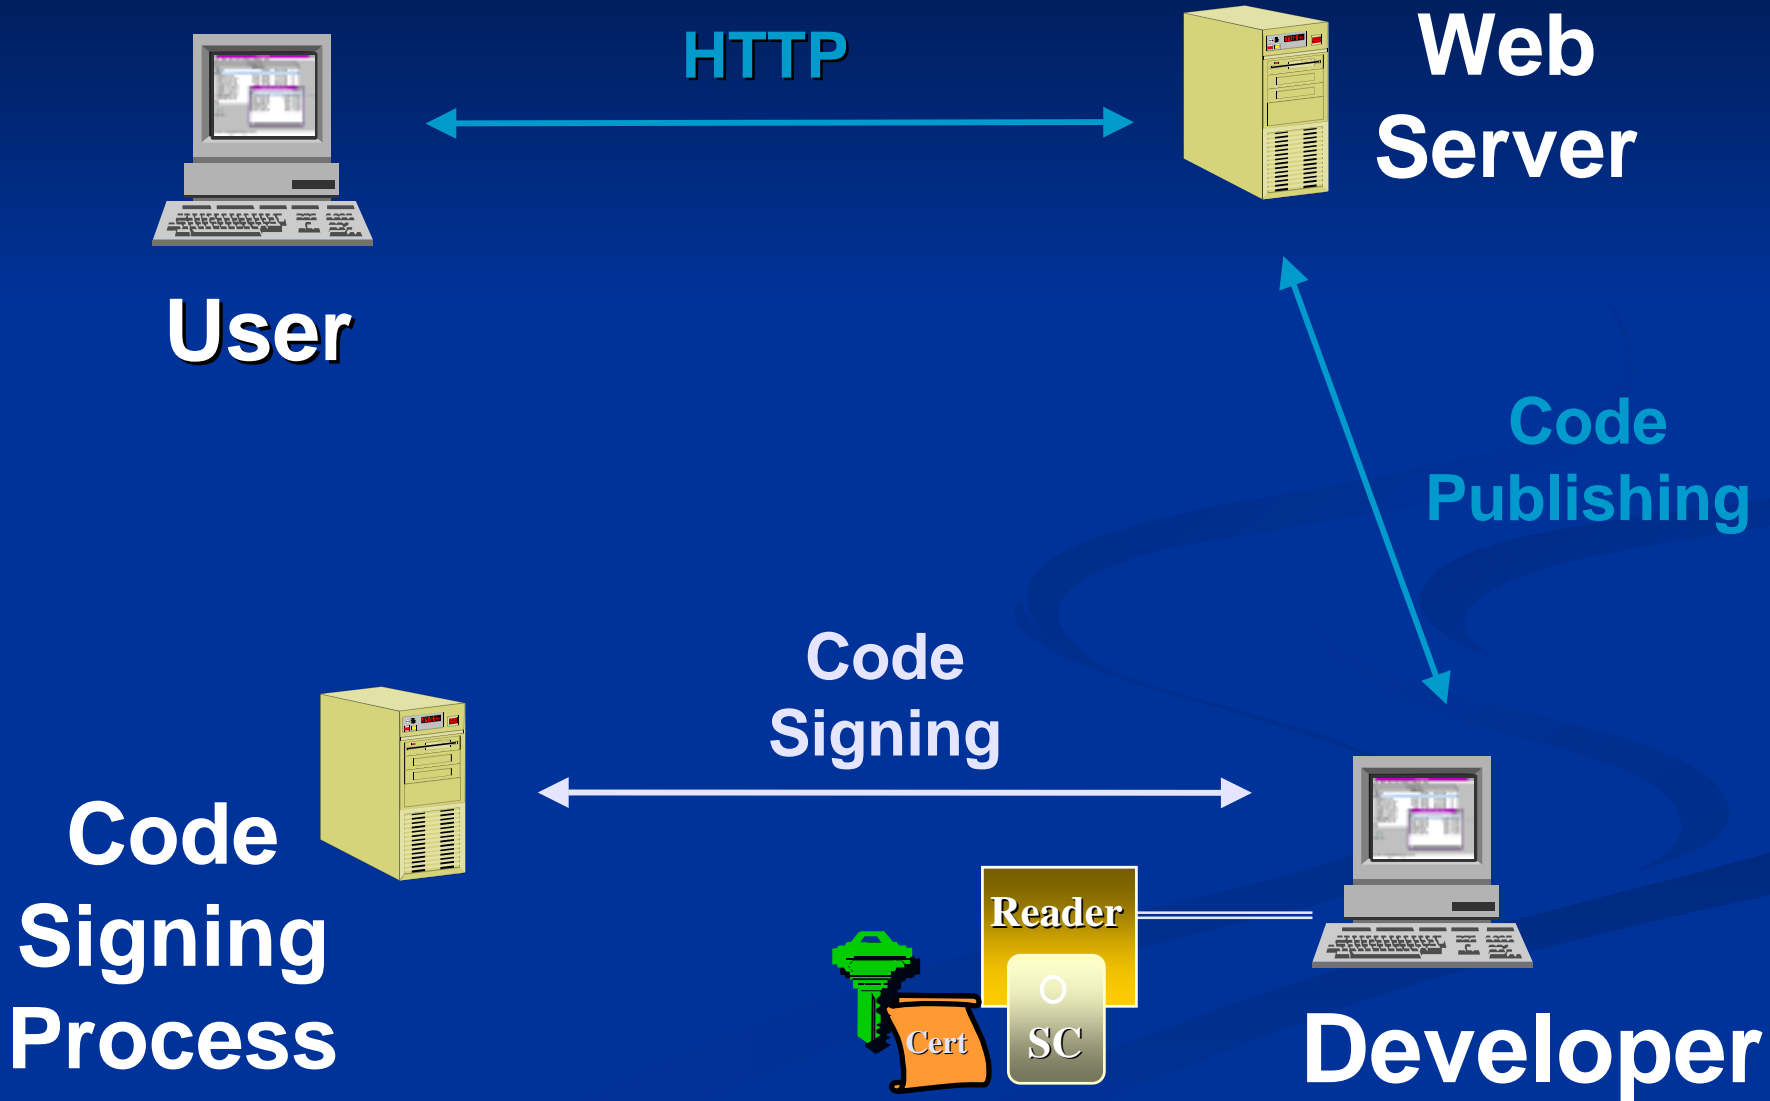 HTTP
Web
Server
User
Code
Publishing
Code
Signing
Code
Signing
Process
Reader
Cert
SC
Developer